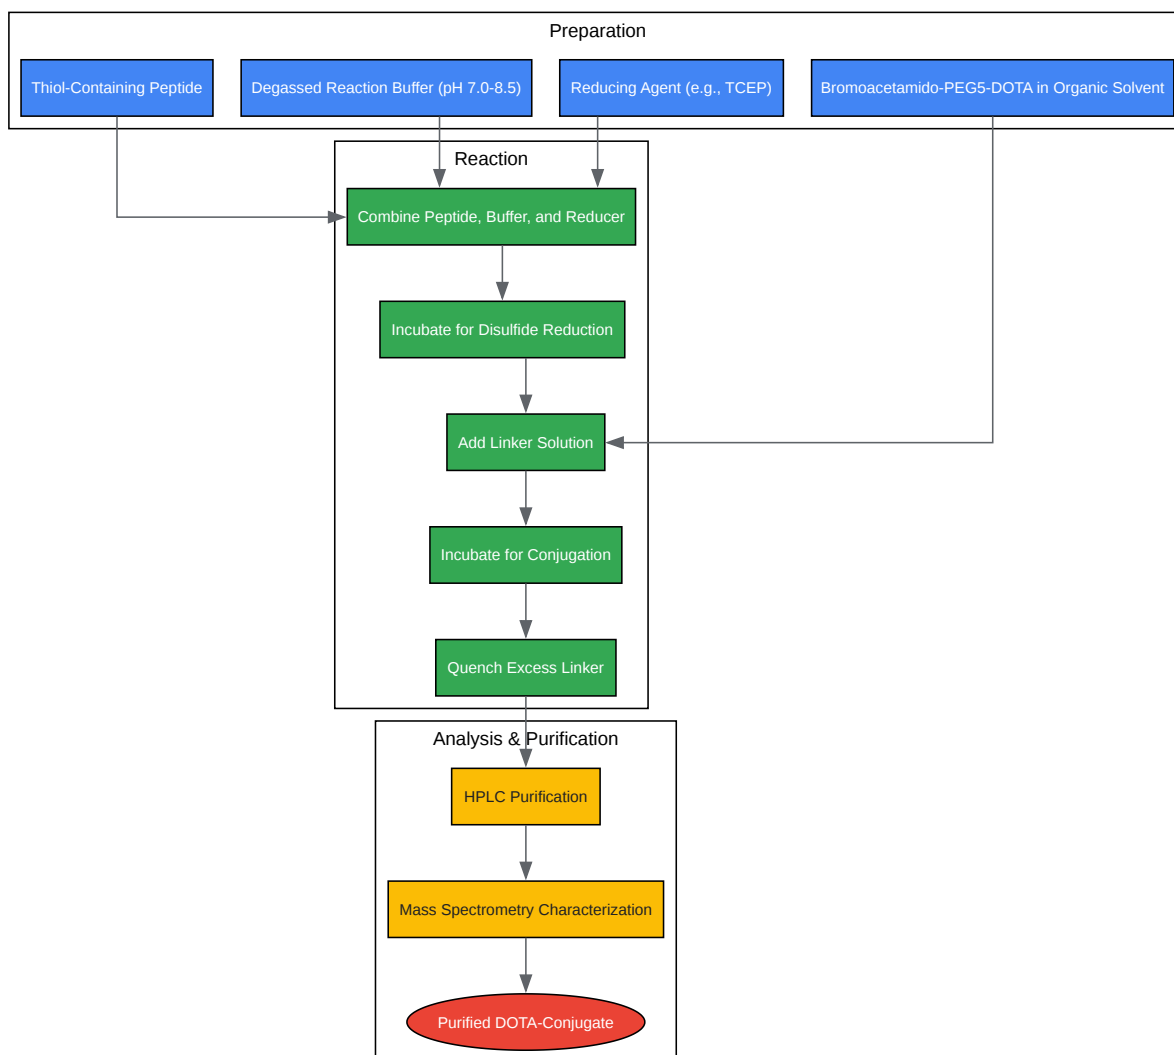 Preparation
Thiol-Containing Peptide
Degassed Reaction Buffer (pH 7.0-8.5)
Reducing Agent (e.g., TCEP)
Bromoacetamido-PEG5-DOTA in Organic Solvent
Reaction
Combine Peptide, Buffer, and Reducer
Incubate for Disulfide Reduction
Add Linker Solution
Incubate for Conjugation
Quench Excess Linker
Analysis & Purification
HPLC Purification
Mass Spectrometry Characterization
Purified DOTA-Conjugate